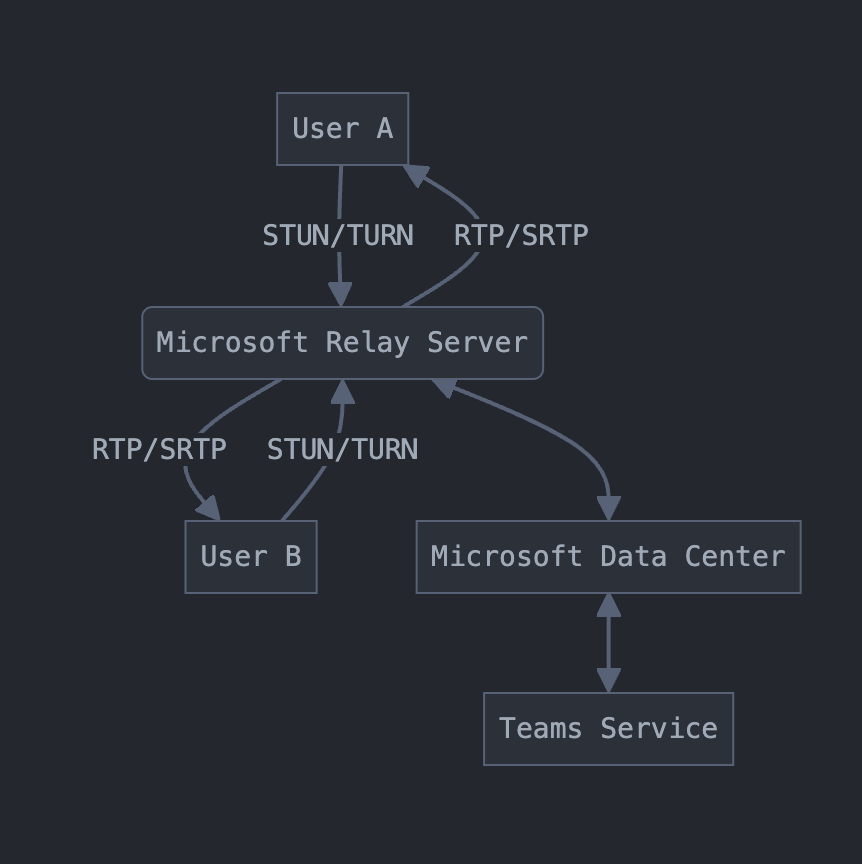 User A
STUN/TURN RTP/SRTP
Microsoft Relay Server
RTP/SRTP STUN/TURN
User B Microsoft Data Center
Teams Service